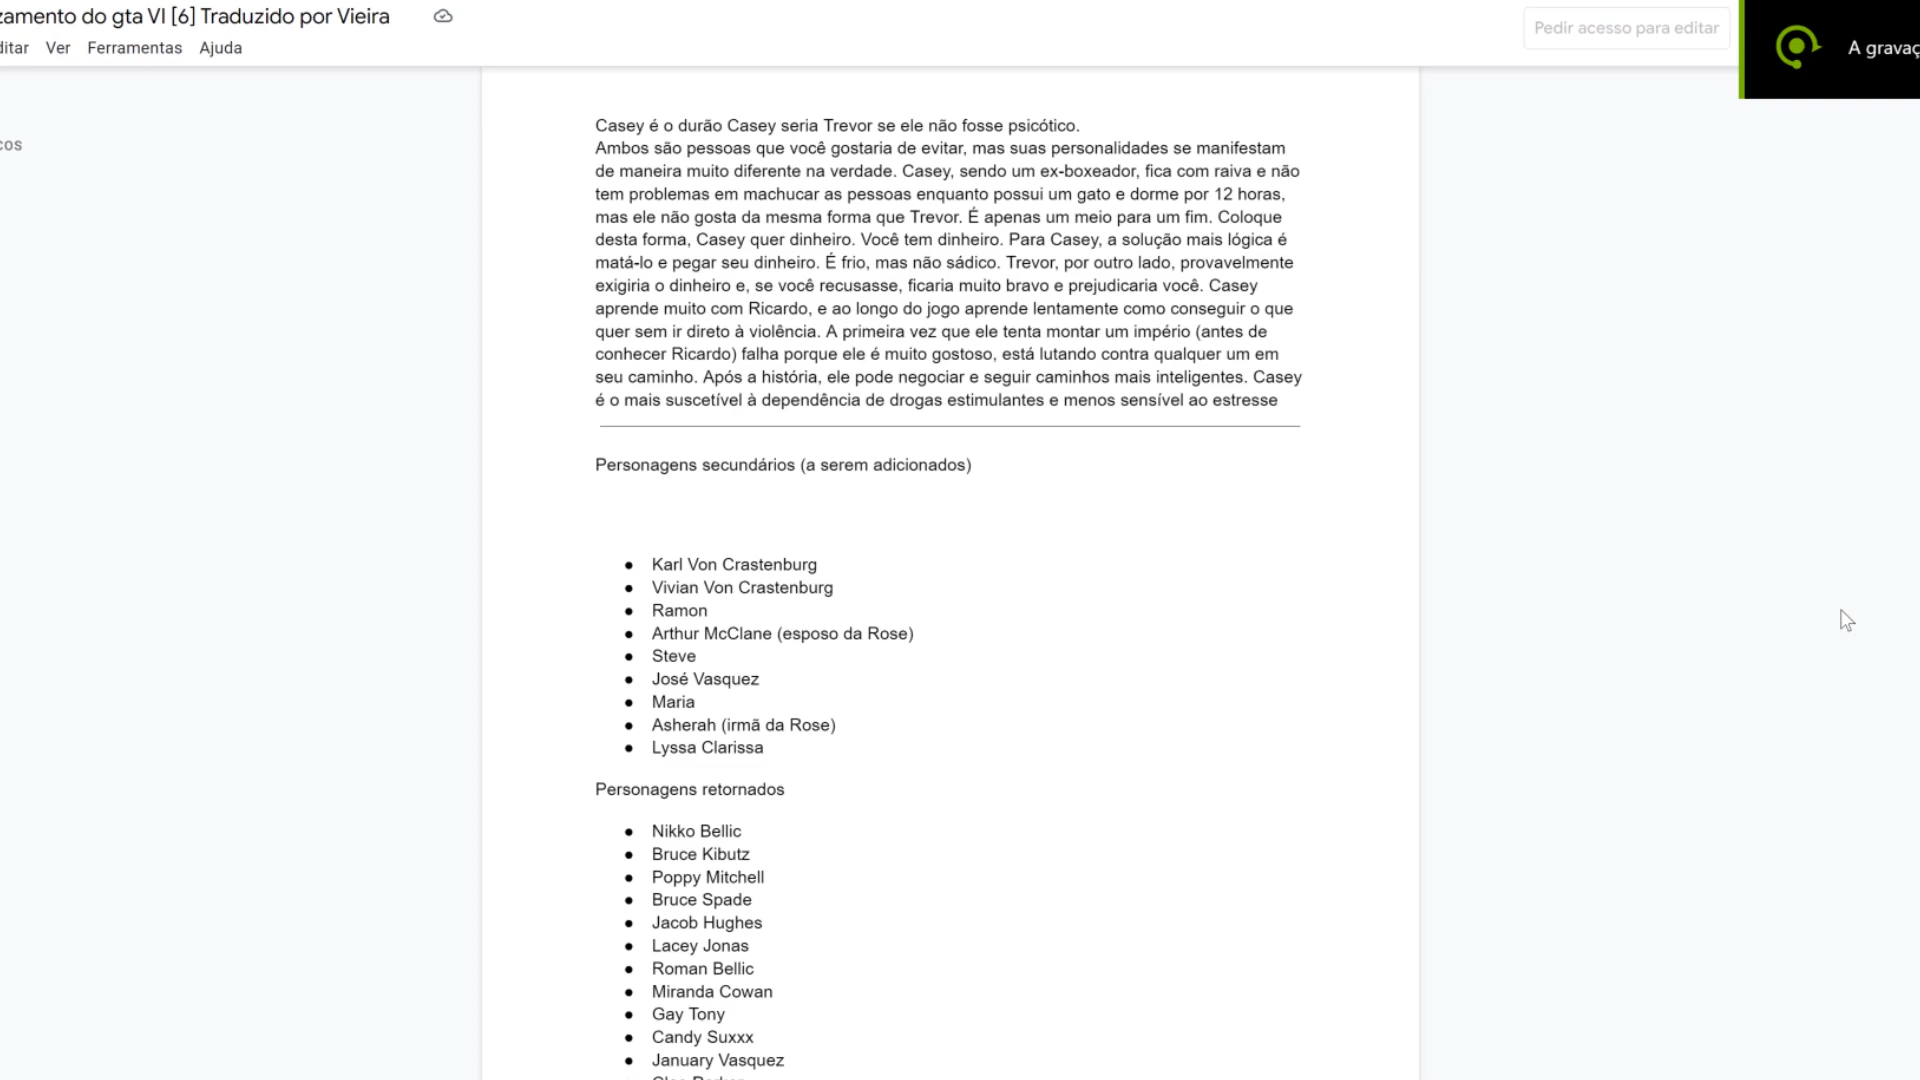 zamento do gta VI [6] Traduzido por Vieira
ditar Ver Ferramentas Ajuda
Pedir acesso para editar
A gravaç
cos
Casey é o durão Casey seria Trevor se ele não fosse psicótico.
Ambos são pessoas que você gostaria de evitar, mas suas personalidades se manifestam
de maneira muito diferente na verdade. Casey, sendo um ex-boxeador, fica com raiva e não
tem problemas em machucar as pessoas enquanto possui um gato e dorme por 12 horas,
mas ele não gosta da mesma forma que Trevor. É apenas um meio para um fim. Coloque
desta forma, Casey quer dinheiro. Você tem dinheiro. Para Casey, a solução mais lógica é
matá-lo e pegar seu dinheiro. É frio, mas não sádico. Trevor, por outro lado, provavelmente
exigiria o dinheiro e, se você recusasse, ficaria muito bravo e prejudicaria você. Casey
aprende muito com Ricardo, e ao longo do jogo aprende lentamente como conseguir o que
quer sem ir direto à violência. A primeira vez que ele tenta montar um império (antes de
conhecer Ricardo) falha porque ele é muito gostoso, está lutando contra qualquer um em
seu caminho. Após a história, ele pode negociar e seguir caminhos mais inteligentes. Casey
é o mais suscetível à dependência de drogas estimulantes e menos sensível ao estresse
Personagens secundários (a serem adicionados)
● Karl Von Crastenburg
● Vivian Von Crastenburg
● Ramon
● Arthur McClane (esposo da Rose)
● Steve
● José Vasquez
● Maria
● Asherah (irmã da Rose)
● Lyssa Clarissa
Personagens retornados
● Nikko Bellic
● Bruce Kibutz
● Poppy Mitchell
● Bruce Spade
● Jacob Hughes
● Lacey Jonas
● Roman Bellic
● Miranda Cowan
● Gay Tony
● Candy Suxxx
● January Vasquez